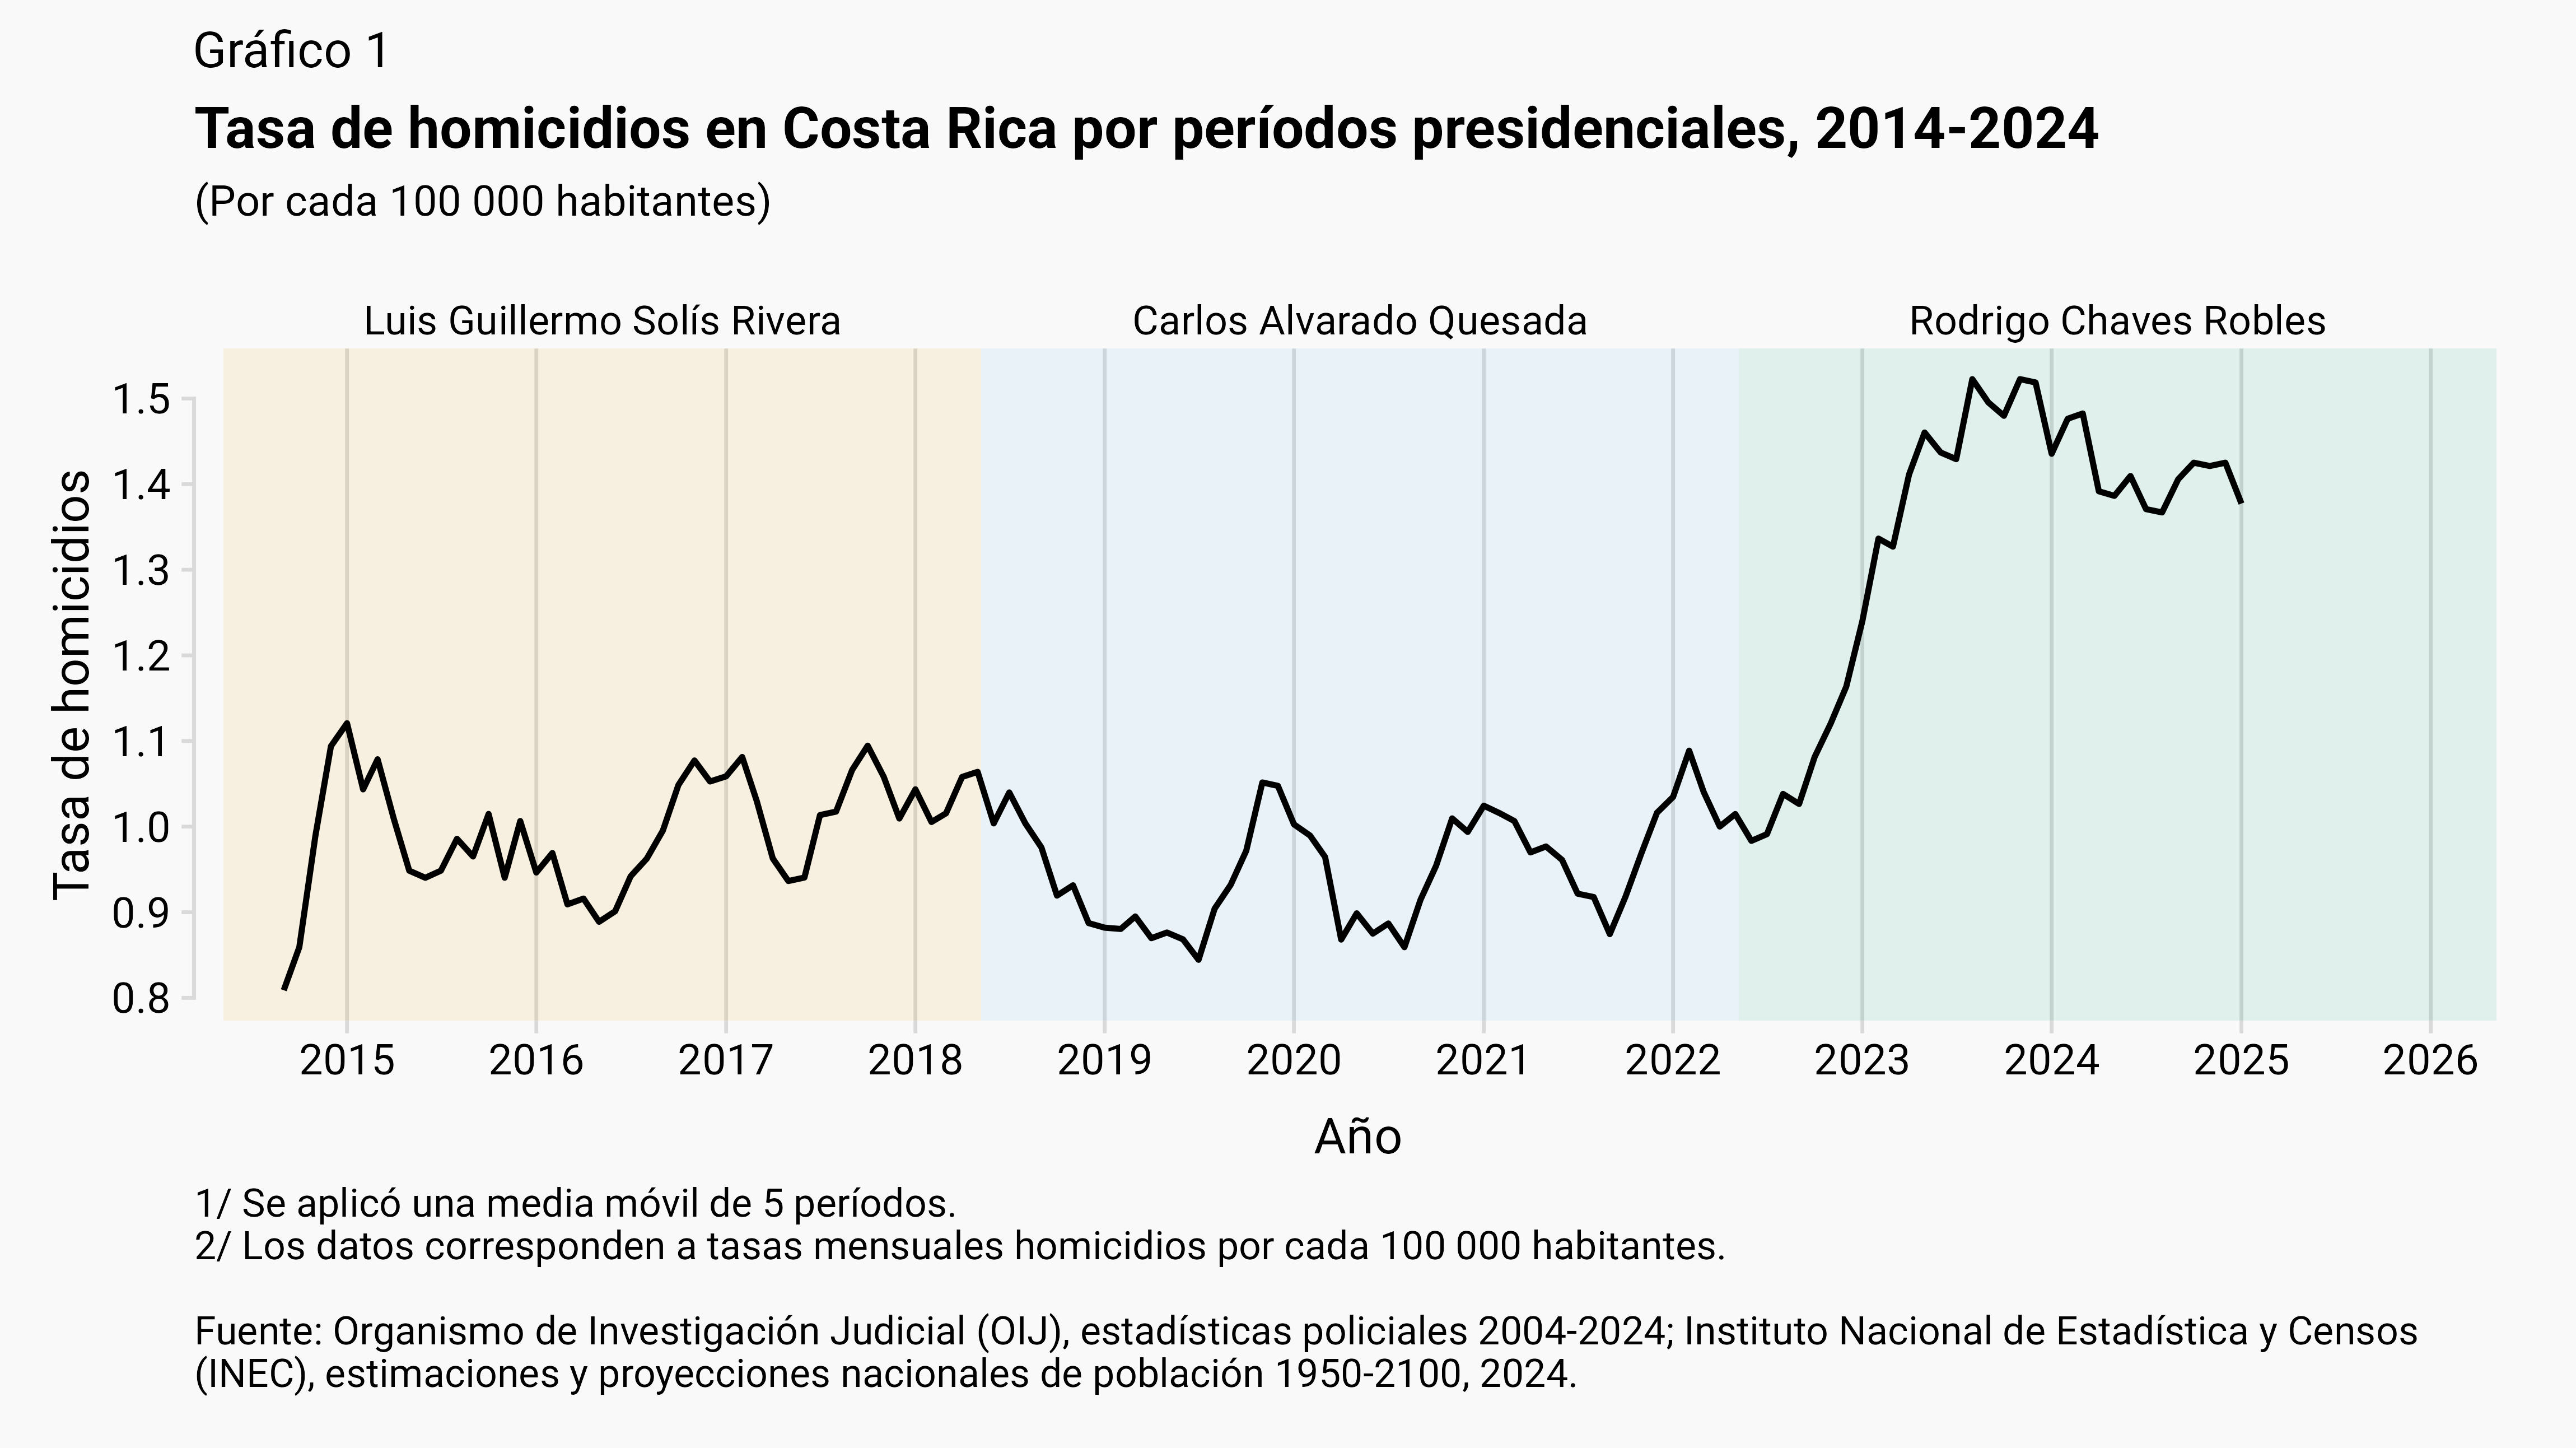 Gráfico 1
Tasa de homicidios en Costa Rica por períodos presidenciales, 2014-2024
(Por cada 100 000 habitantes)
Luis Guillermo Solís Rivera
Carlos Alvarado Quesada
Rodrigo Chaves Robles
Tasa de homicidios
1.5
1.4
1.3
1.2
1.1
1.0
0.9
0.8
2015 2016 2017 2018 2019 2020 2021 2022 2023 2024 2025 2026
Año
1/ Se aplicó una media móvil de 5 períodos.
2/ Los datos corresponden a tasas mensuales homicidios por cada 100 000 habitantes.
Fuente: Organismo de Investigación Judicial (OIJ), estadísticas policiales 2004-2024; Instituto Nacional de Estadística y Censos
(INEC), estimaciones y proyecciones nacionales de población 1950-2100, 2024.